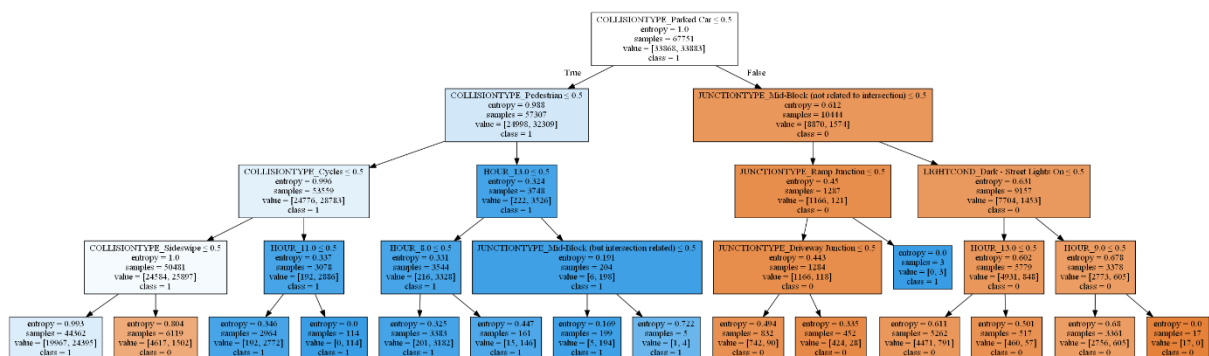 COLLISIONTYPE_Parked Car ≤ 0.5
entropy = 1.0
samples = 67751
value = [33868, 33883]
class = 1
True
False
COLLISIONTYPE_Pedestrian ≤ 0.5
entropy = 0.988
samples = 57307
value = [24998, 32309]
class = 1
JUNCTIONTYPE_Mid-Block (not related to intersection) ≤ 0.5
entropy = 0.612
samples = 10444
value = [8870, 1574]
class = 0
COLLISIONTYPE_Cycles ≤ 0.5
entropy = 0.996
samples = 53559
value = [24776, 28783]
class = 1
HOUR_13.0 ≤ 0.5
entropy = 0.324
samples = 3748
value = [222, 3526]
class = 1
JUNCTIONTYPE_Ramp Junction ≤ 0.5
entropy = 0.45
samples = 1287
value = [1166, 121]
class = 0
LIGHTCOND_Dark - Street Lights On ≤ 0.5
entropy = 0.631
samples = 9157
value = [7704, 1453]
class = 0
COLLISIONTYPE_Sideswipe ≤ 0.5
entropy = 1.0
samples = 50481
value = [24584, 25897]
class = 1
HOUR_11.0 ≤ 0.5
entropy = 0.337
samples = 3078
value = [192, 2886]
class = 1
HOUR_8.0 ≤ 0.5
entropy = 0.331
samples = 3544
value = [216, 3328]
class = 1
JUNCTIONTYPE_Mid-Block (but intersection related) ≤ 0.5
entropy = 0.191
samples = 204
value = [6, 198]
class = 1
JUNCTIONTYPE_Driveway Junction ≤ 0.5
entropy = 0.443
samples = 1284
value = [1166, 118]
class = 0
entropy = 0.0
samples = 3
value = [0, 3]
class = 1
HOUR_13.0 ≤ 0.5
entropy = 0.602
samples = 5779
value = [4931, 848]
class = 0
HOUR_9.0 ≤ 0.5
entropy = 0.678
samples = 3378
value = [2773, 605]
class = 0
entropy = 0.993
samples = 44362
value = [19967, 24395]
class = 1
entropy = 0.804
samples = 6119
value = [4617, 1502]
class = 0
entropy = 0.346
samples = 2964
value = [192, 2772]
class = 1
entropy = 0.0
samples = 114
value = [0, 114]
class = 1
entropy = 0.325
samples = 3383
value = [201, 3182]
class = 1
entropy = 0.447
samples = 161
value = [15, 146]
class = 1
entropy = 0.169
samples = 199
value = [5, 194]
class = 1
entropy = 0.722
samples = 5
value = [1, 4]
class = 1
entropy = 0.494
samples = 832
value = [742, 90]
class = 0
entropy = 0.335
samples = 452
value = [424, 28]
class = 0
entropy = 0.611
samples = 5262
value = [4471, 791]
class = 0
entropy = 0.501
samples = 517
value = [460, 57]
class = 0
entropy = 0.68
samples = 3361
value = [2756, 605]
class = 0
entropy = 0.0
samples = 17
value = [17, 0]
class = 0